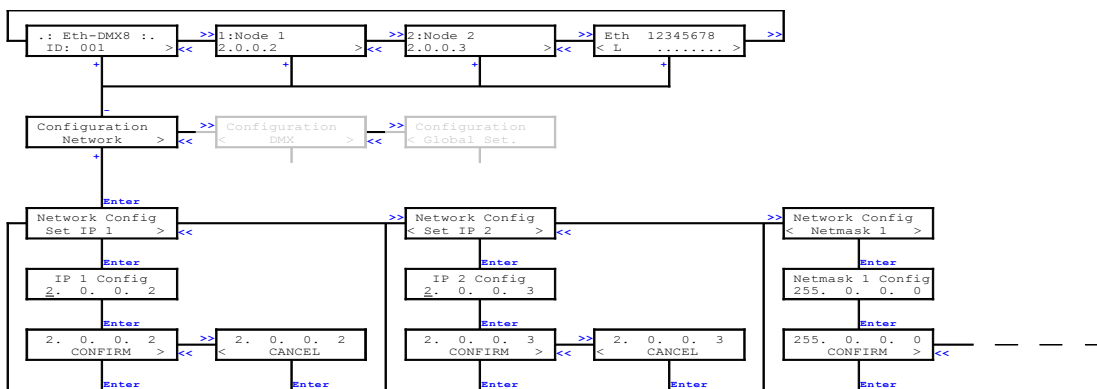 .: Eth-DMX8 :.
ID: 001 >
>>
<<
1:Node 1
2.0.0.2 >
>>
<<
2:Node 2
2.0.0.3 >
>>
<<
Eth 12345678
< L ........ >
>>
+
+
+
+
-
Configuration
Network >
>>
<<
Configuration
< DMX >
>>
<<
Configuration
< Global Set.
+
Enter
Network Config
Set IP 1 >
>>
<<
Network Config
< Set IP 2 >
>>
<<
Network Config
< Netmask 1 >
Enter
Enter
Enter
IP 1 Config
2. 0. 0. 2
IP 2 Config
2. 0. 0. 3
Netmask 1 Config
255. 0. 0. 0
Enter
Enter
Enter
2. 0. 0. 2
CONFIRM >
>>
<<
2. 0. 0. 2
< CANCEL
2. 0. 0. 3
CONFIRM >
>>
<<
2. 0. 0. 3
< CANCEL
255. 0. 0. 0
CONFIRM >
<<
Enter
Enter
Enter
Enter
Enter